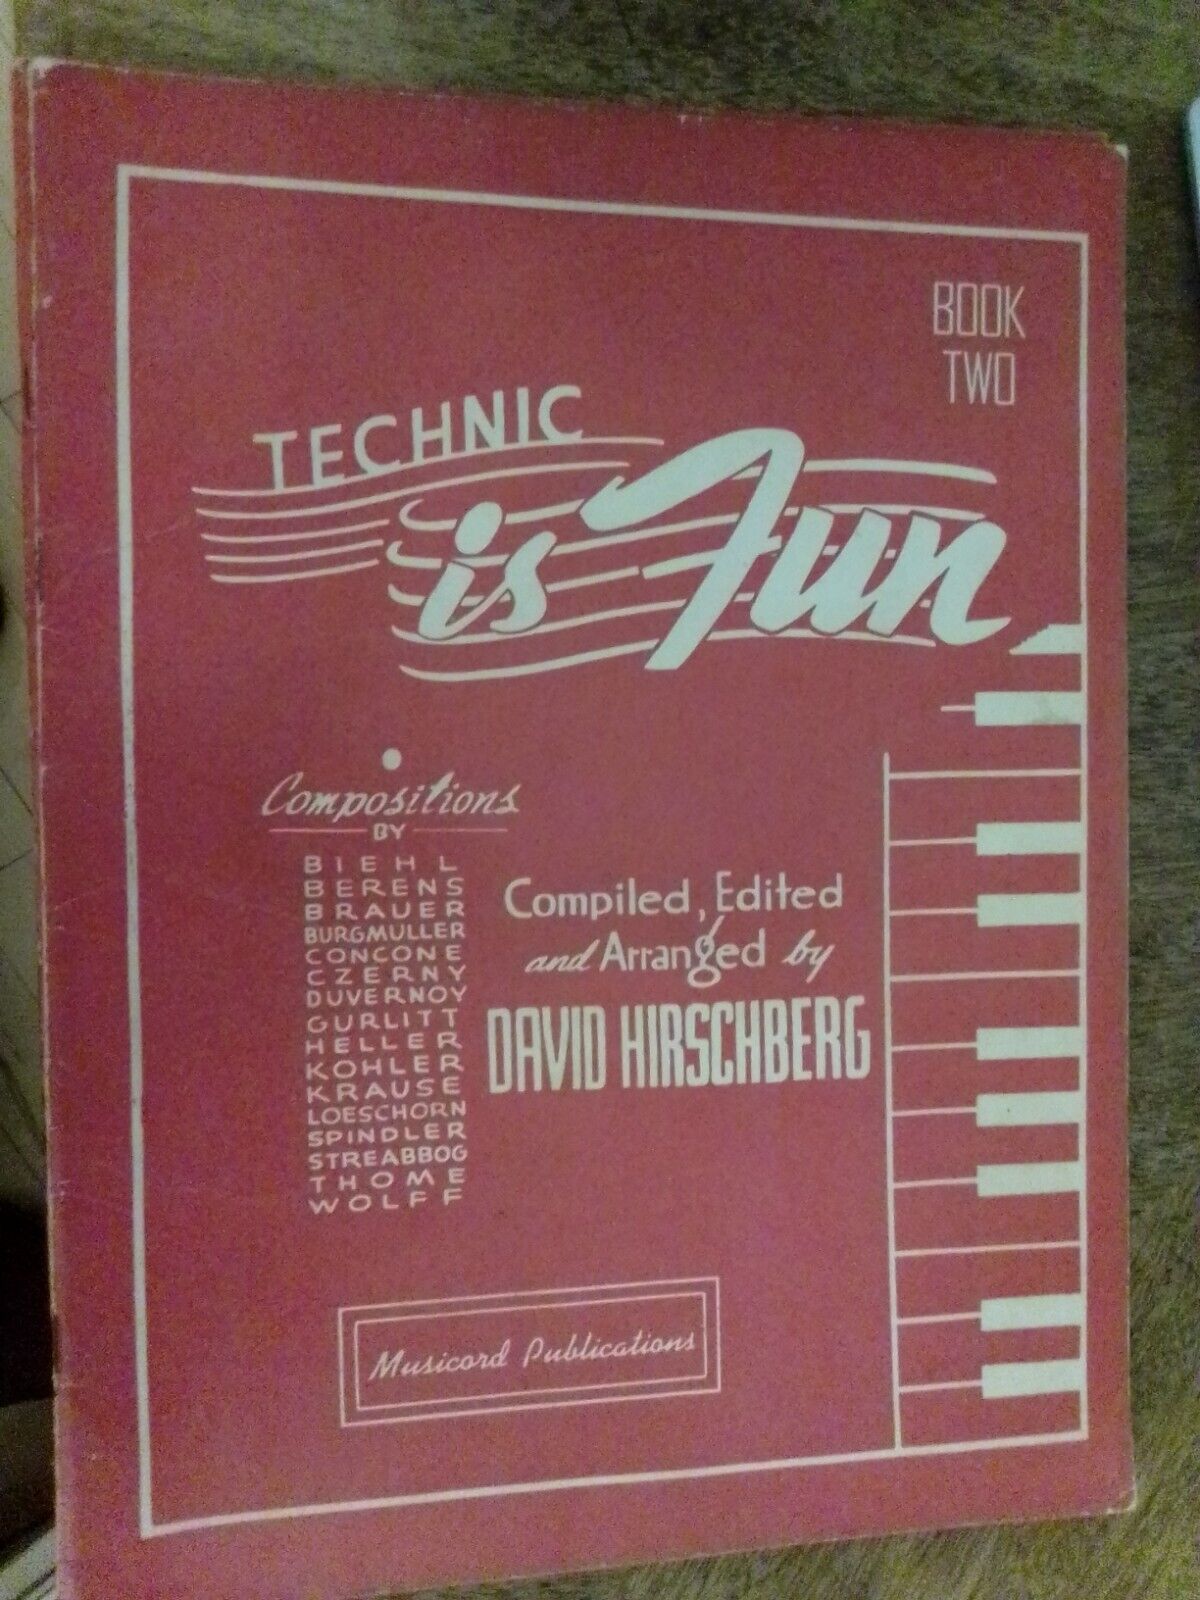 BOOK
TWO
TECHNIC
is Fun
Compositions
BY
BIEHL
BERENS
BRAUER
BURGMULLER
CONCONE
CZERNY
DUVERNOY
GURLITT
HELLER
KOHLER
KRAUSE
LOESCHORN
SPINDLER
STREABBOG
THOME
WOLFF
Compiled, Edited
and Arranged by
DAVID HIRSCHBERG
Musicord Publications